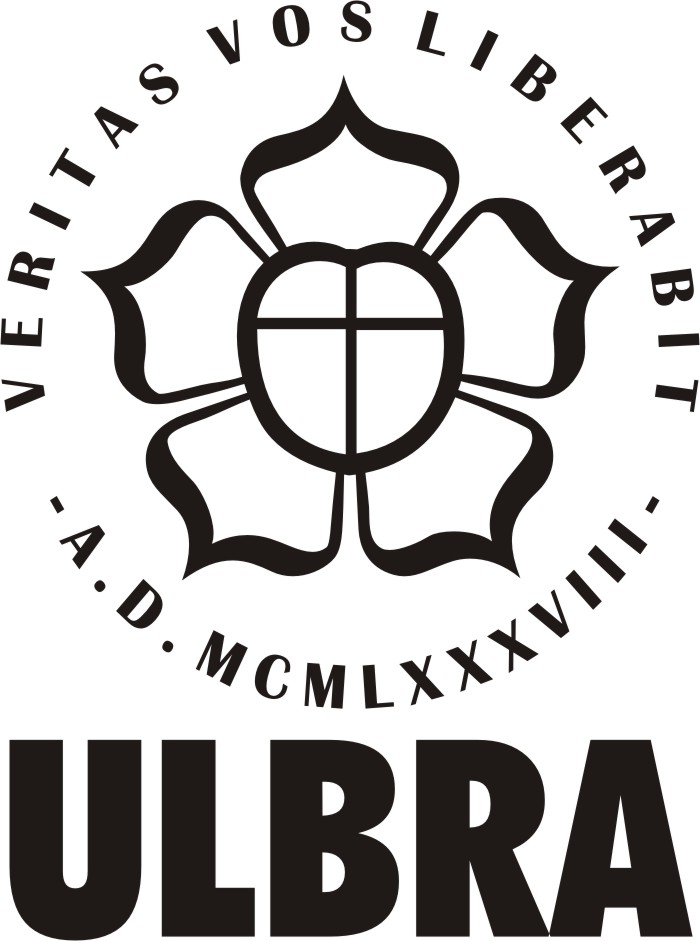 VERITAS VOS LIBERABIT
- A.D. MCMLXXXVIII -
ULBRA